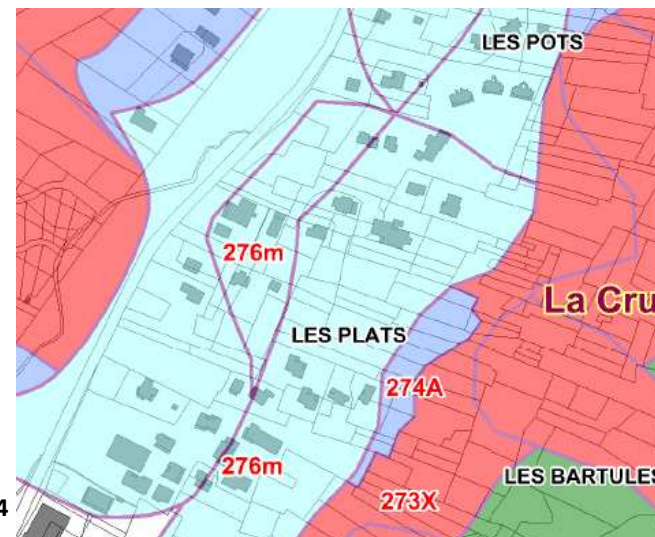 LES POTS
276m
La Cru
LES PLATS
274A
276m
LES BARTULES
273X
4